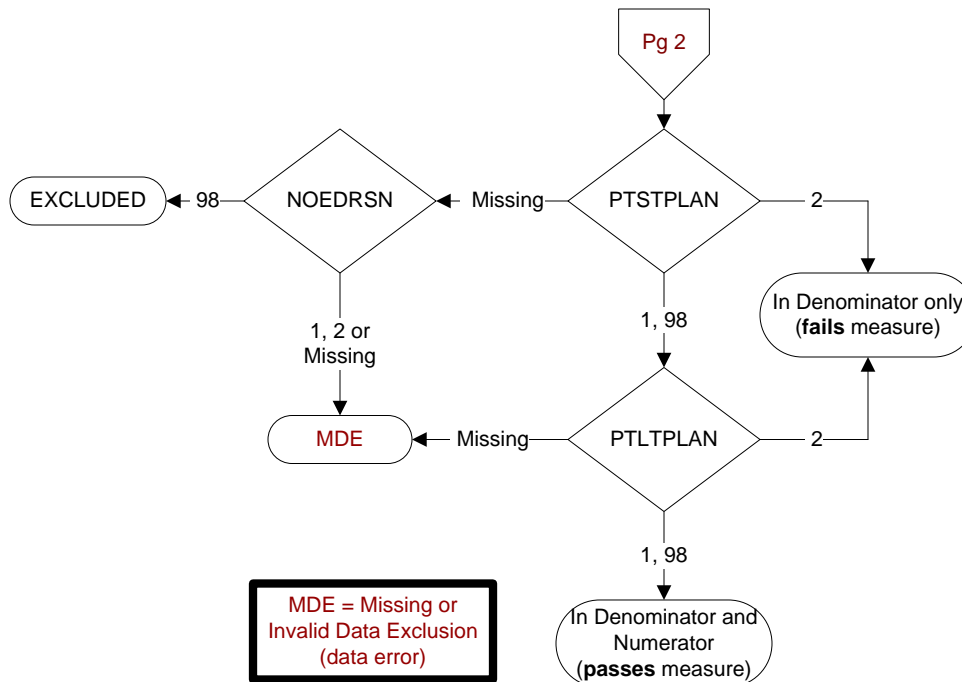 Pg 2
EXCLUDED
98
NOEDRSN
Missing
PTSTPLAN
2
In Denominator only
(fails measure)
1, 2 or
Missing
1, 98
MDE
Missing
PTLTPLAN
2
1, 98
MDE = Missing or
Invalid Data Exclusion
(data error)
In Denominator and
Numerator
(passes measure)